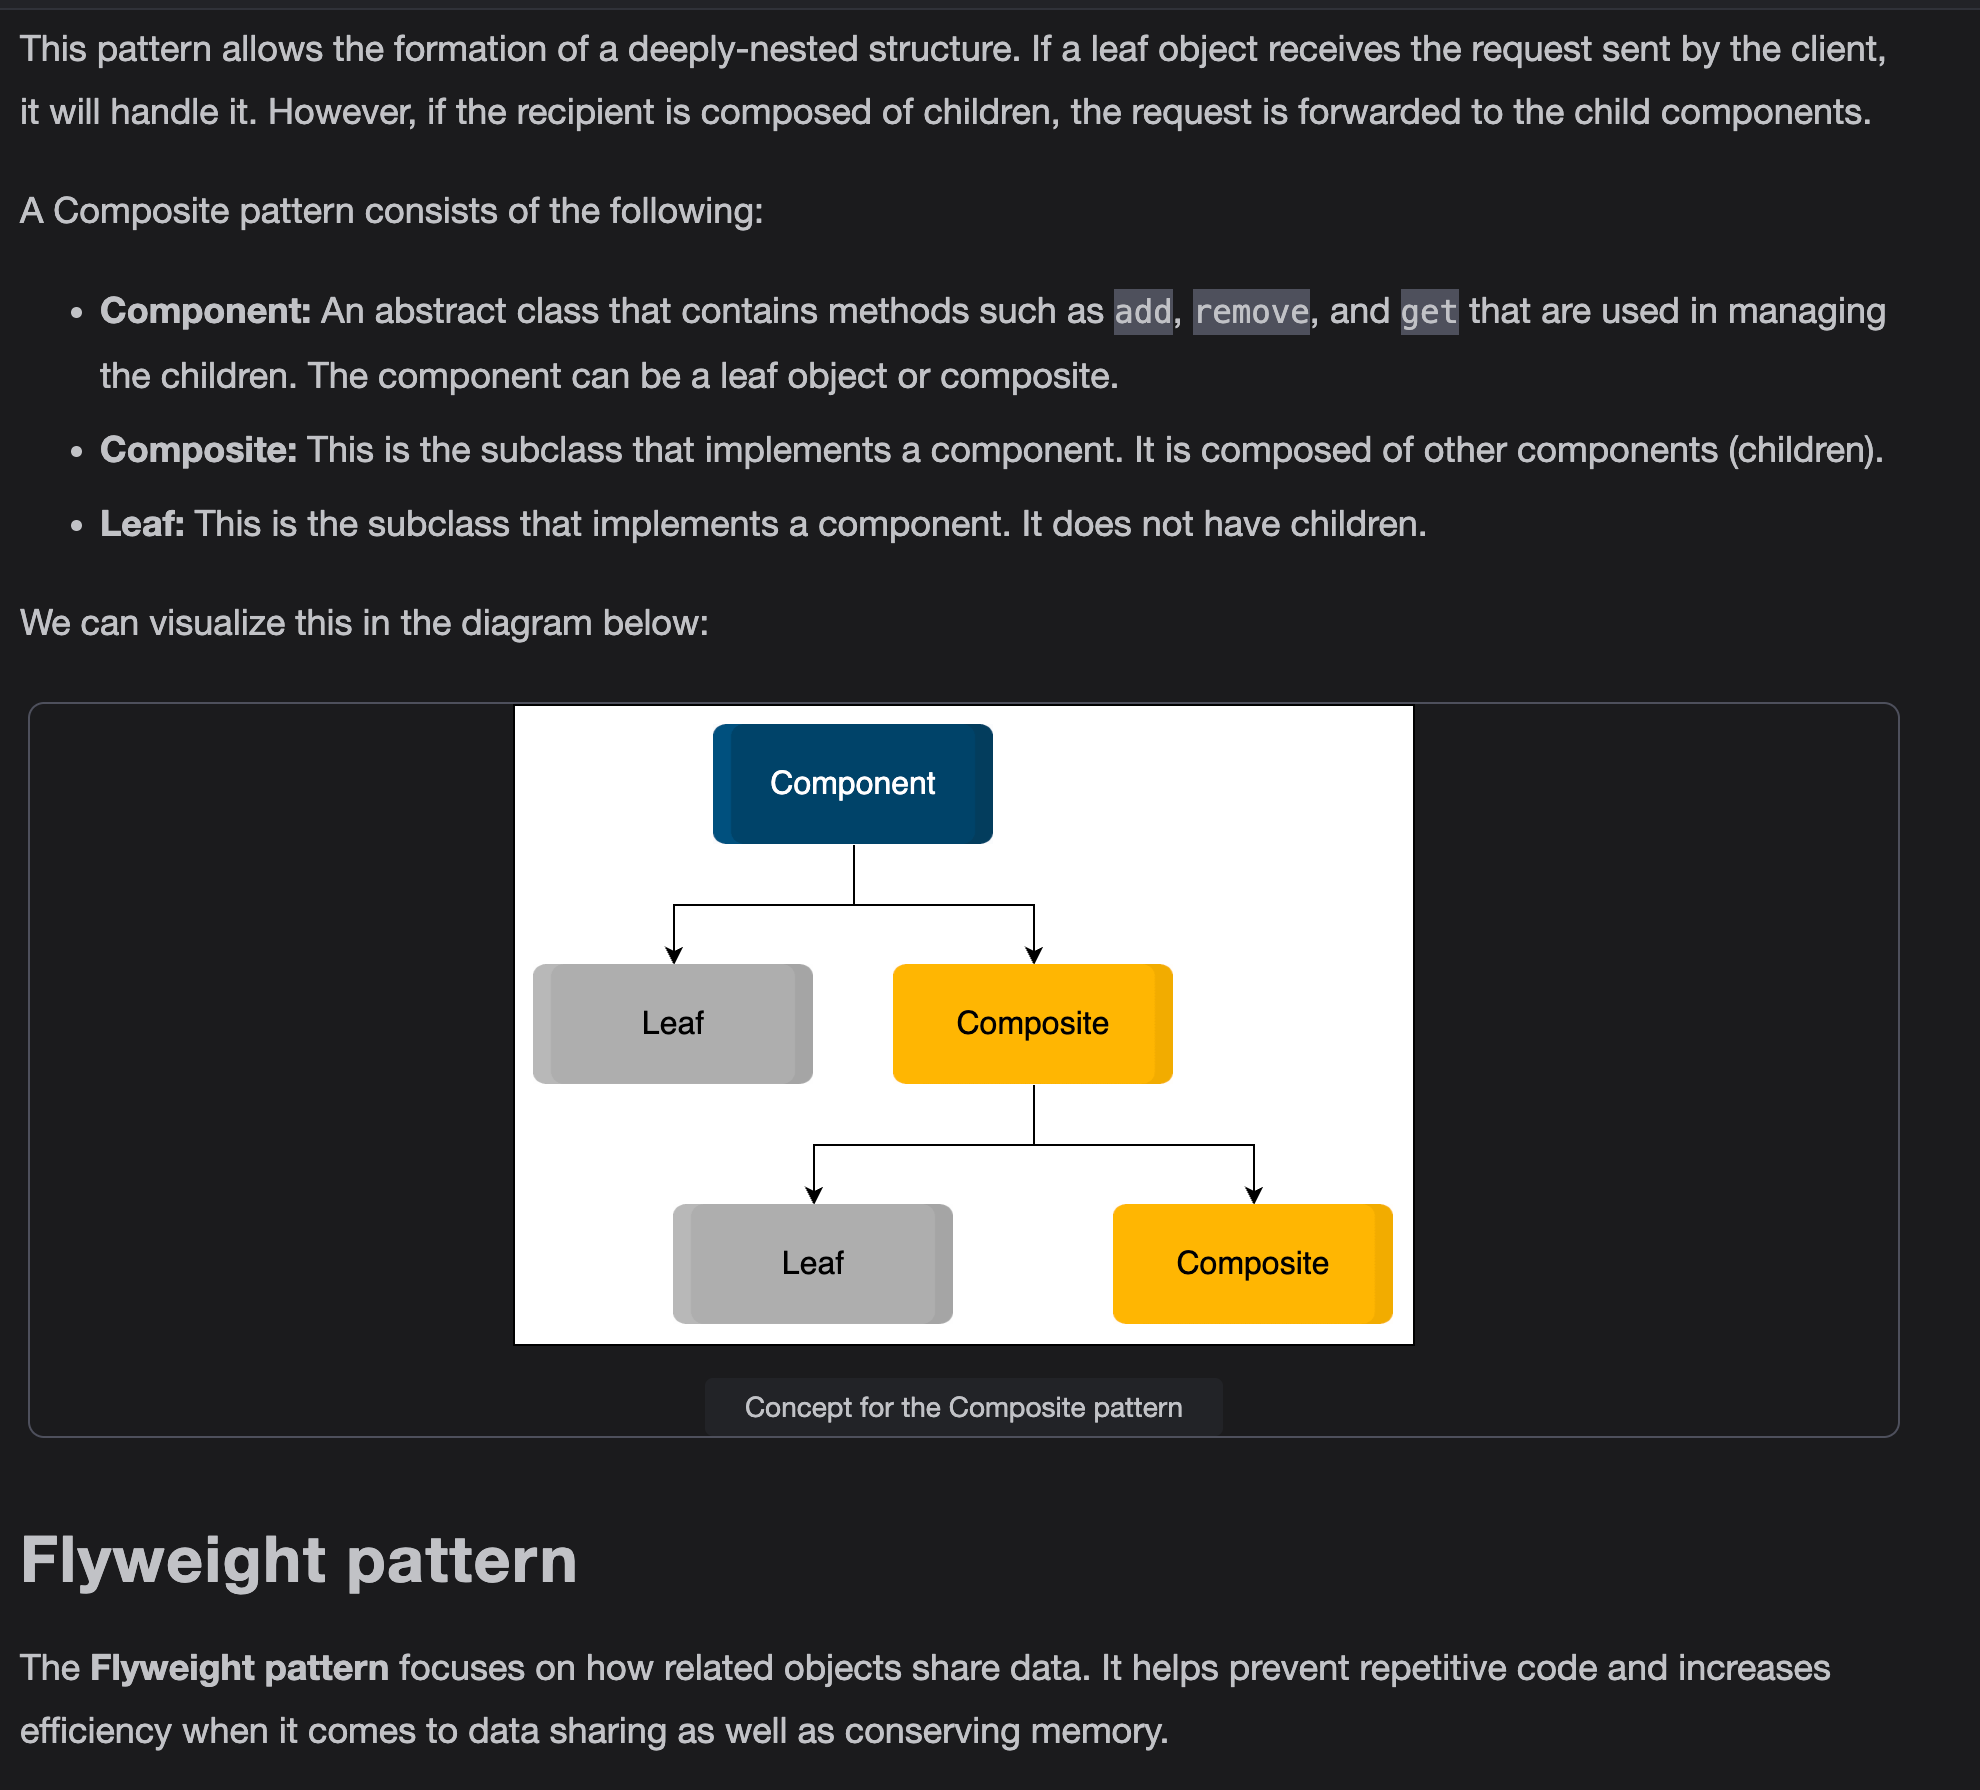 This pattern allows the formation of a deeply-nested structure. If a leaf object receives the request sent by the client,
it will handle it. However, if the recipient is composed of children, the request is forwarded to the child components.
A Composite pattern consists of the following:
• Component: An abstract class that contains methods such as add, remove, and get that are used in managing
the children. The component can be a leaf object or composite.
• Composite: This is the subclass that implements a component. It is composed of other components (children).
• Leaf: This is the subclass that implements a component. It does not have children.
We can visualize this in the diagram below:
Component
Leaf
Composite
Leaf
Composite
Concept for the Composite pattern
Flyweight pattern
The Flyweight pattern focuses on how related objects share data. It helps prevent repetitive code and increases
efficiency when it comes to data sharing as well as conserving memory.